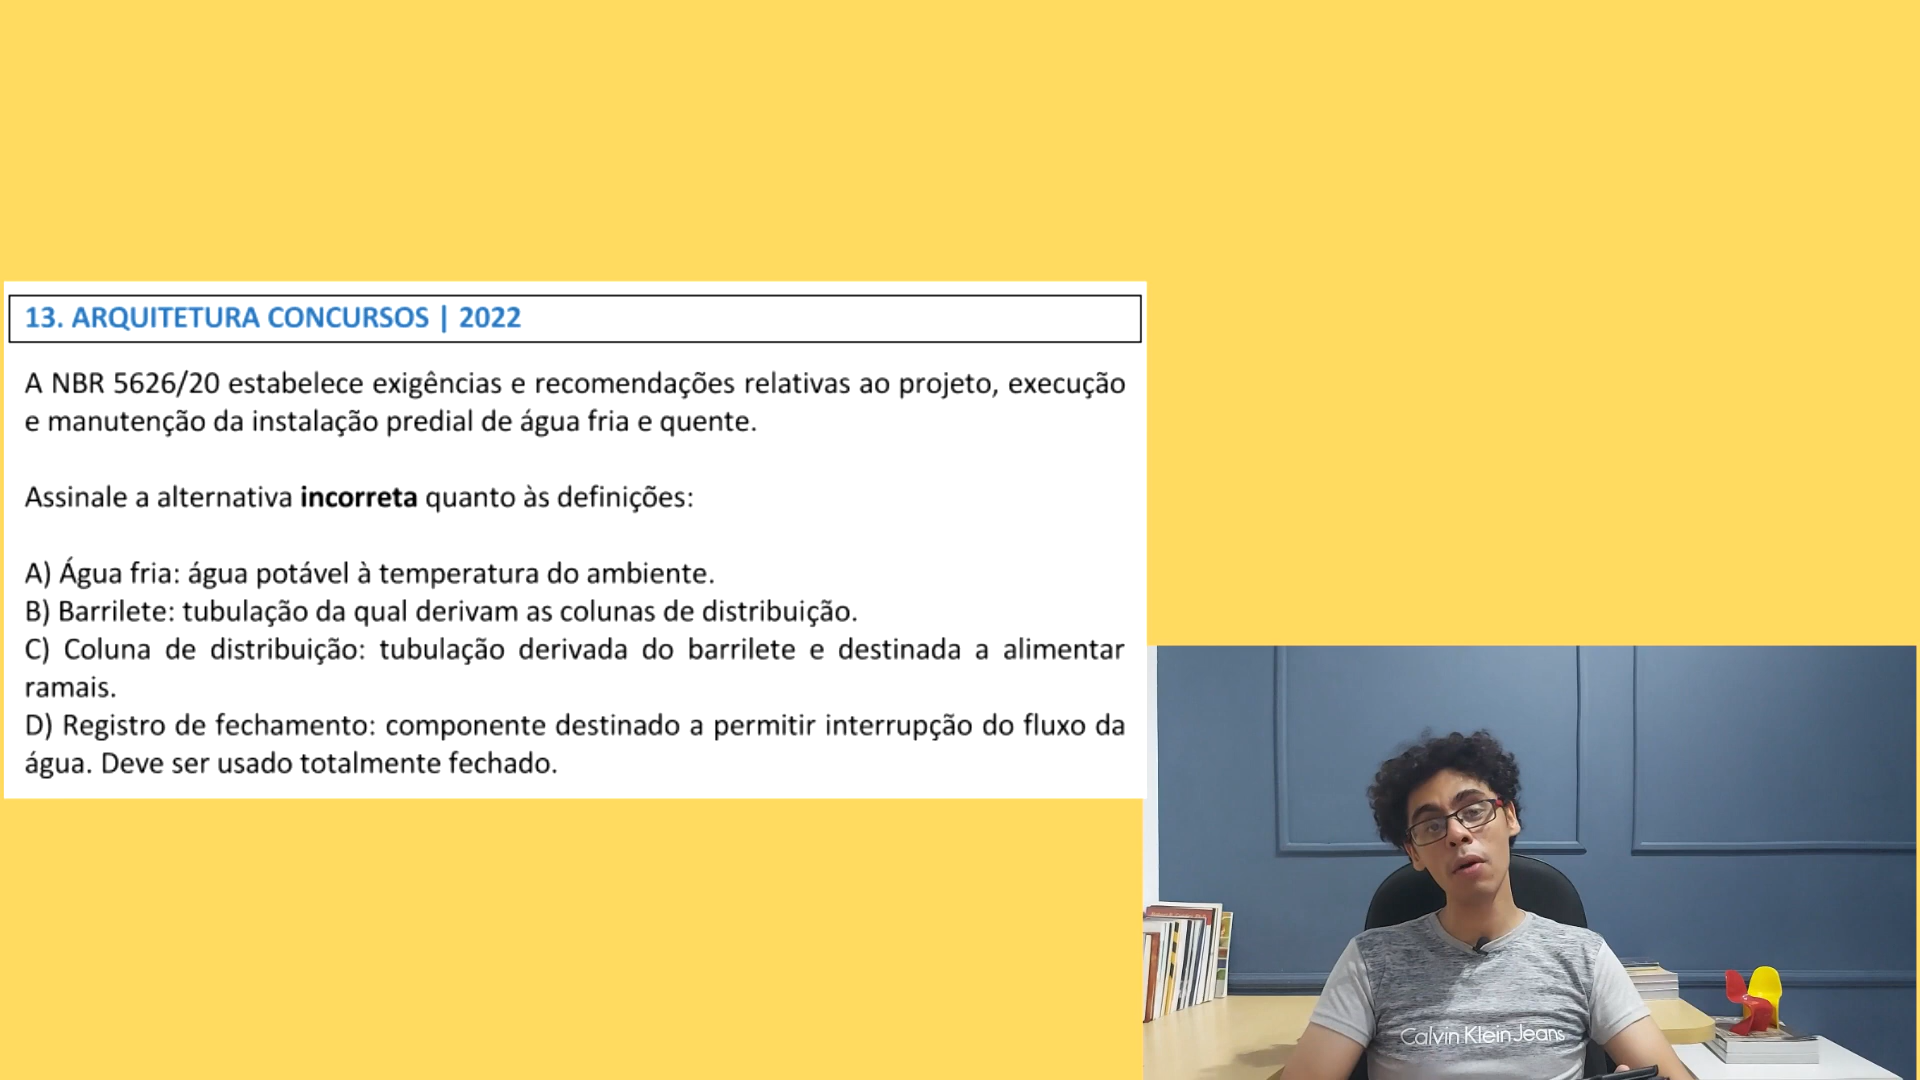 13. ARQUITETURA CONCURSOS | 2022
A NBR 5626/20 estabelece exigências e recomendações relativas ao projeto, execução
e manutenção da instalação predial de água fria e quente.
Assinale a alternativa incorreta quanto às definições:
A) Água fria: água potável à temperatura do ambiente.
B) Barrilete: tubulação da qual derivam as colunas de distribuição.
C) Coluna de distribuição: tubulação derivada do barrilete e destinada a alimentar
ramais.
D) Registro de fechamento: componente destinado a permitir interrupção do fluxo da
água. Deve ser usado totalmente fechado.
Calvin Klein Jeans